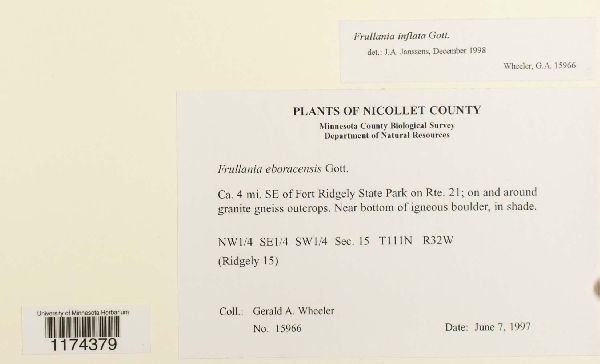 Frullania inflata Gott.
det.: J.A. Janssens, December 1998
Wheeler, G.A. 15966
PLANTS OF NICOLLET COUNTY
Minnesota County Biological Survey
Department of Natural Resources
Frullania eboracensis Gott.
Ca. 4 mi. SE of Fort Ridgely State Park on Rte. 21; on and around
granite gneiss outcrops. Near bottom of igneous boulder, in shade.
NW1/4 SE1/4 SW1/4 Sec. 15 T111N R32W
(Ridgely 15)
Coll.: Gerald A. Wheeler
No. 15966
Date: June 7, 1997
University of Minnesota Herbarium
1174379